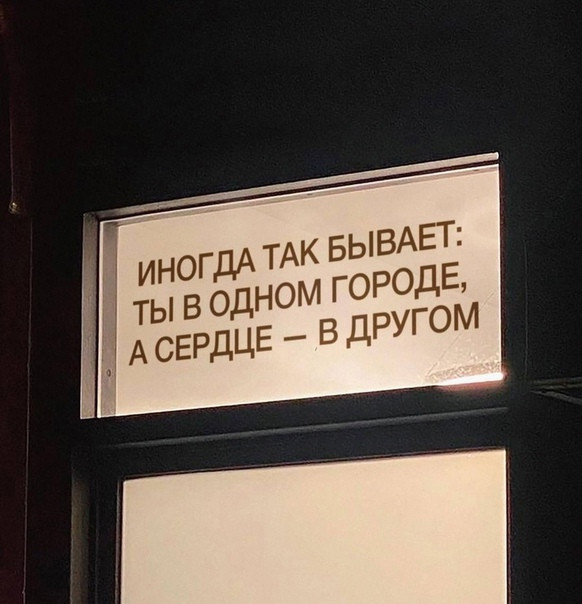 ИНОГДА ТАК БЫВАЕТ:
ТЫ В ОДНОМ ГОРОДЕ,
А СЕРДЦЕ — В ДРУГОМ